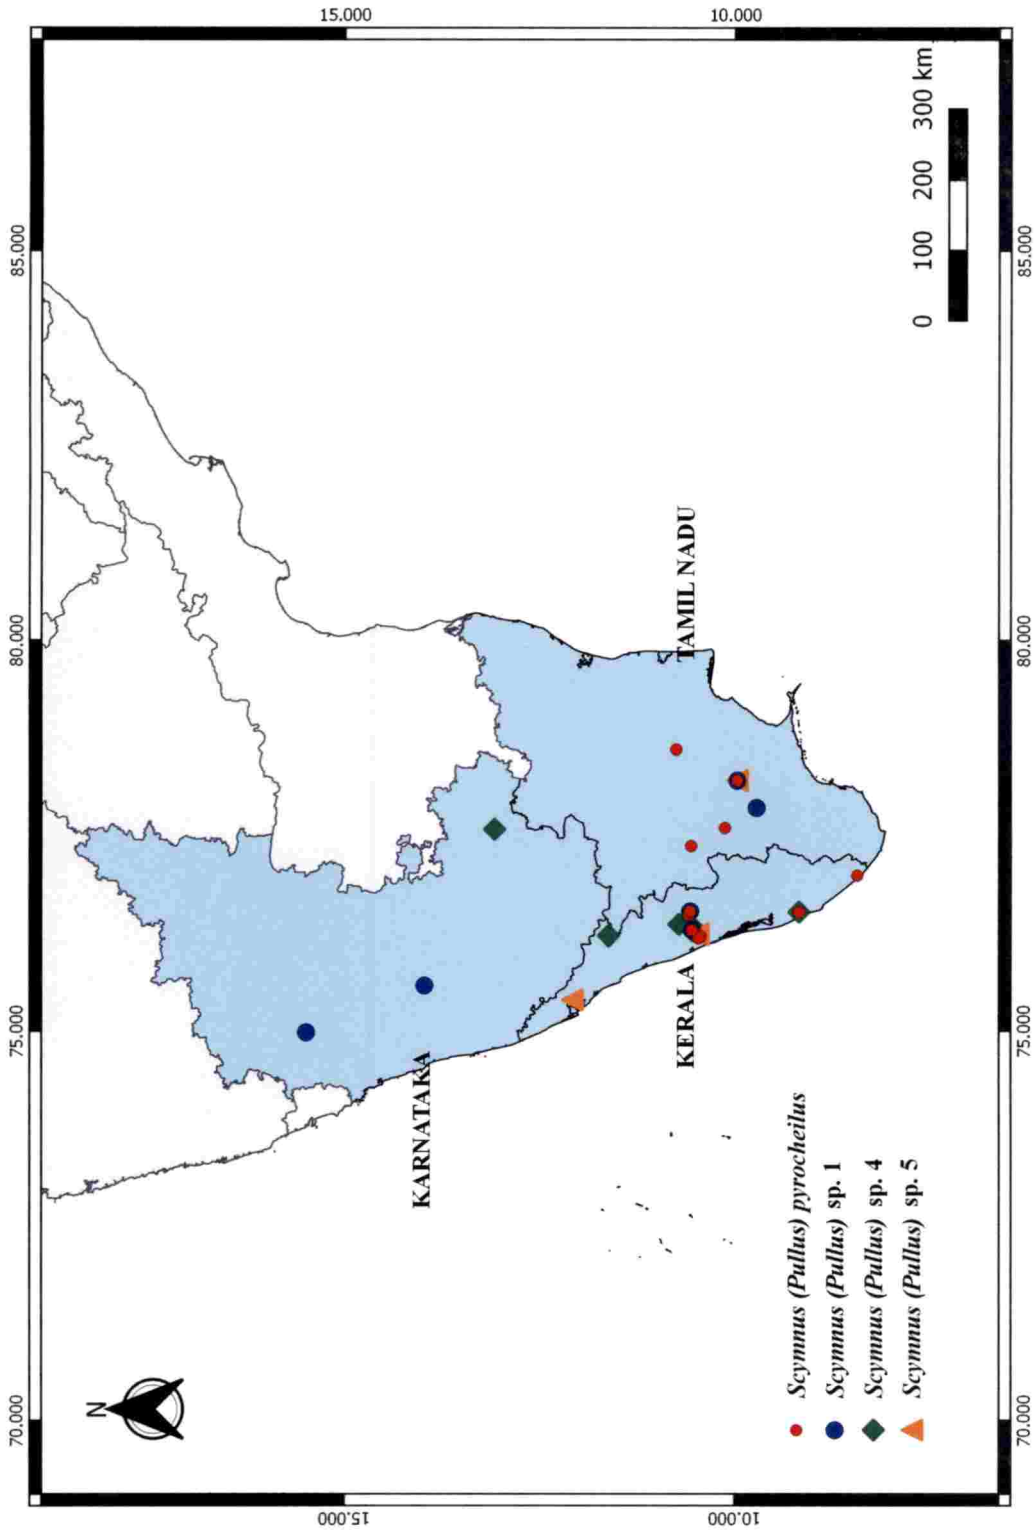 70.000
75.000
80.000
85.000
15.000
10.000
N
KARNATAKA
KERALA
TAMIL NADU
Scymnus (Pullus) pyrocheilus
Scymnus (Pullus) sp. 1
Scymnus (Pullus) sp. 4
Scymnus (Pullus) sp. 5
0 100 200 300 km
15.000
10.000
70.000
75.000
80.000
85.000